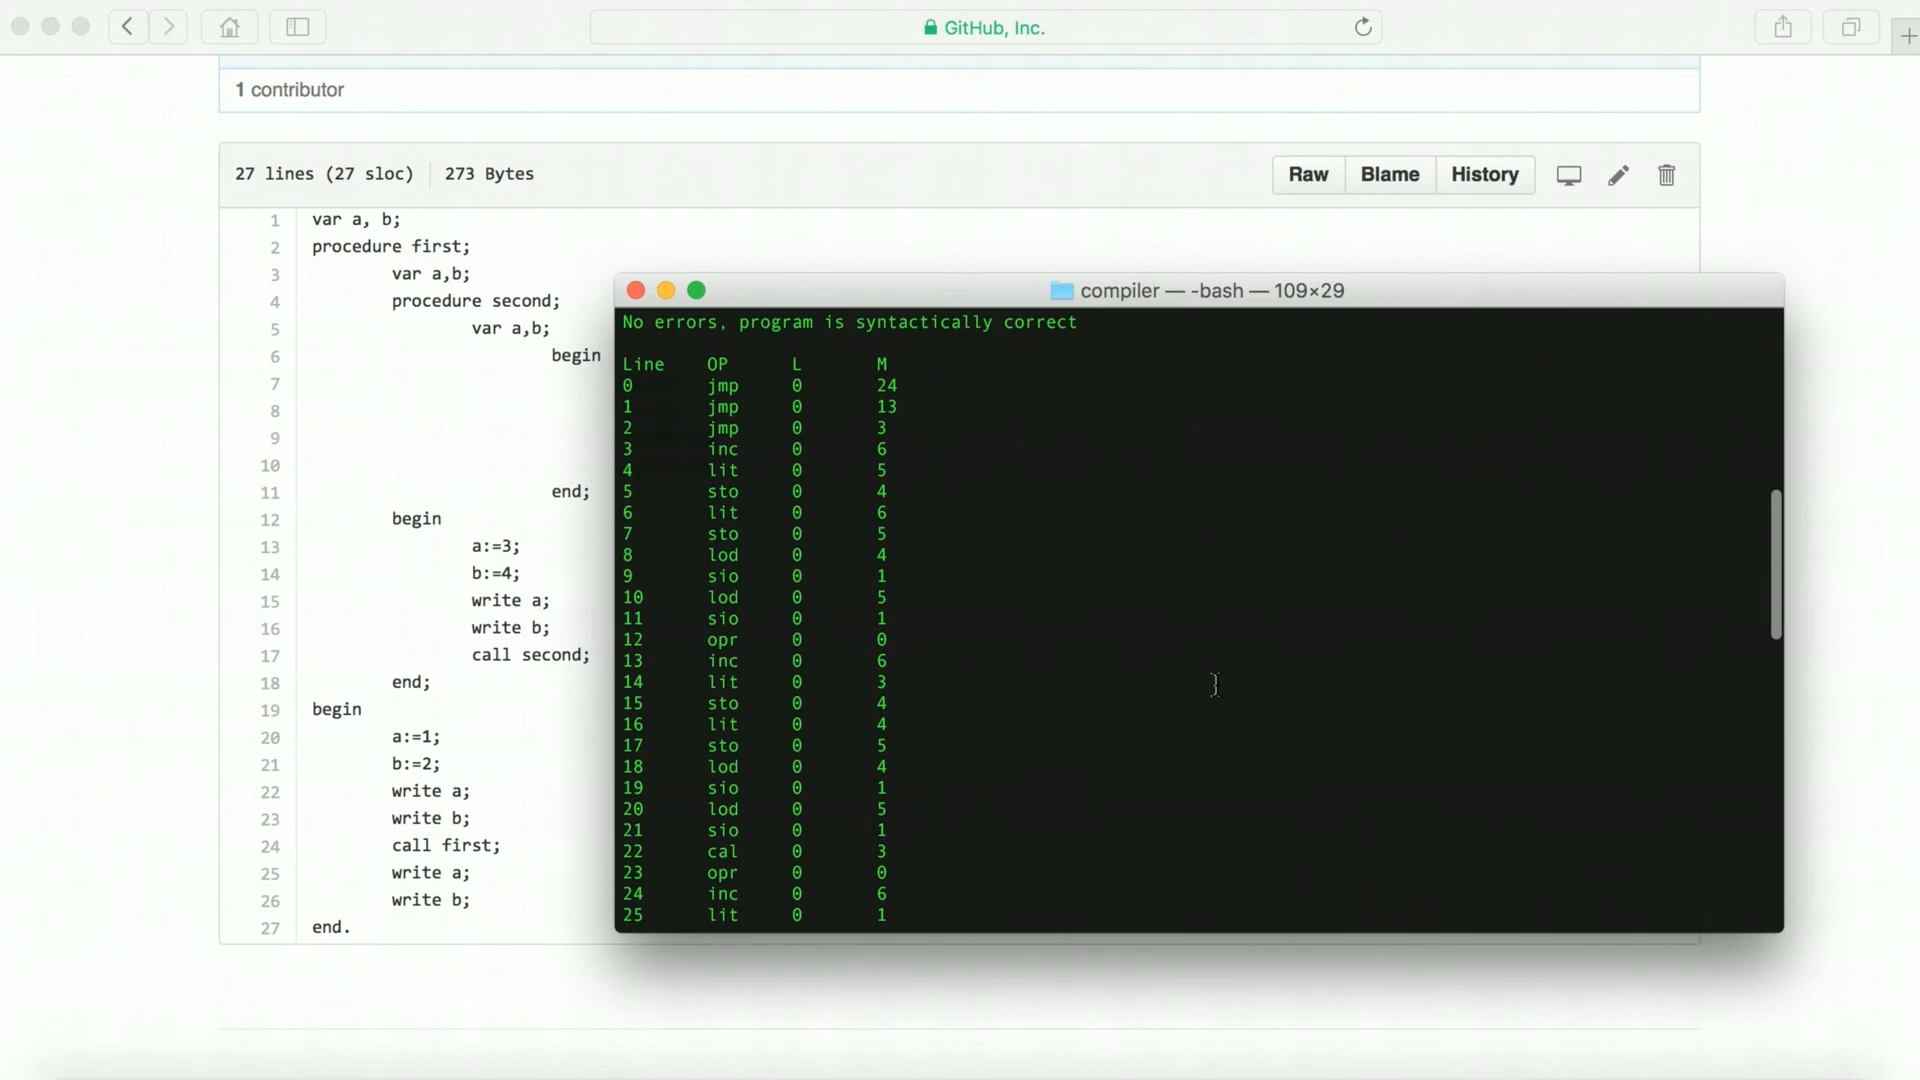 GitHub, Inc.
1 contributor
27 lines (27 sloc) 273 Bytes
Raw Blame History
1 var a, b;
2 procedure first;
3 var a,b;
4 procedure second;
5 var a,b;
6 begin
7
8
9
10
11 end;
12 begin
13 a:=3;
14 b:=4;
15 write a;
16 write b;
17 call second;
18 end;
19 begin
20 a:=1;
21 b:=2;
22 write a;
23 write b;
24 call first;
25 write a;
26 write b;
27 end.
compiler — -bash — 109×29
No errors, program is syntactically correct
Line OP L M
0 jmp 0 24
1 jmp 0 13
2 jmp 0 3
3 inc 0 6
4 lit 0 5
5 sto 0 4
6 lit 0 6
7 sto 0 5
8 lod 0 4
9 sio 0 1
10 lod 0 5
11 sio 0 1
12 opr 0 0
13 inc 0 6
14 lit 0 3
15 sto 0 4
16 lit 0 4
17 sto 0 5
18 lod 0 4
19 sio 0 1
20 lod 0 5
21 sio 0 1
22 cal 0 3
23 opr 0 0
24 inc 0 6
25 lit 0 1